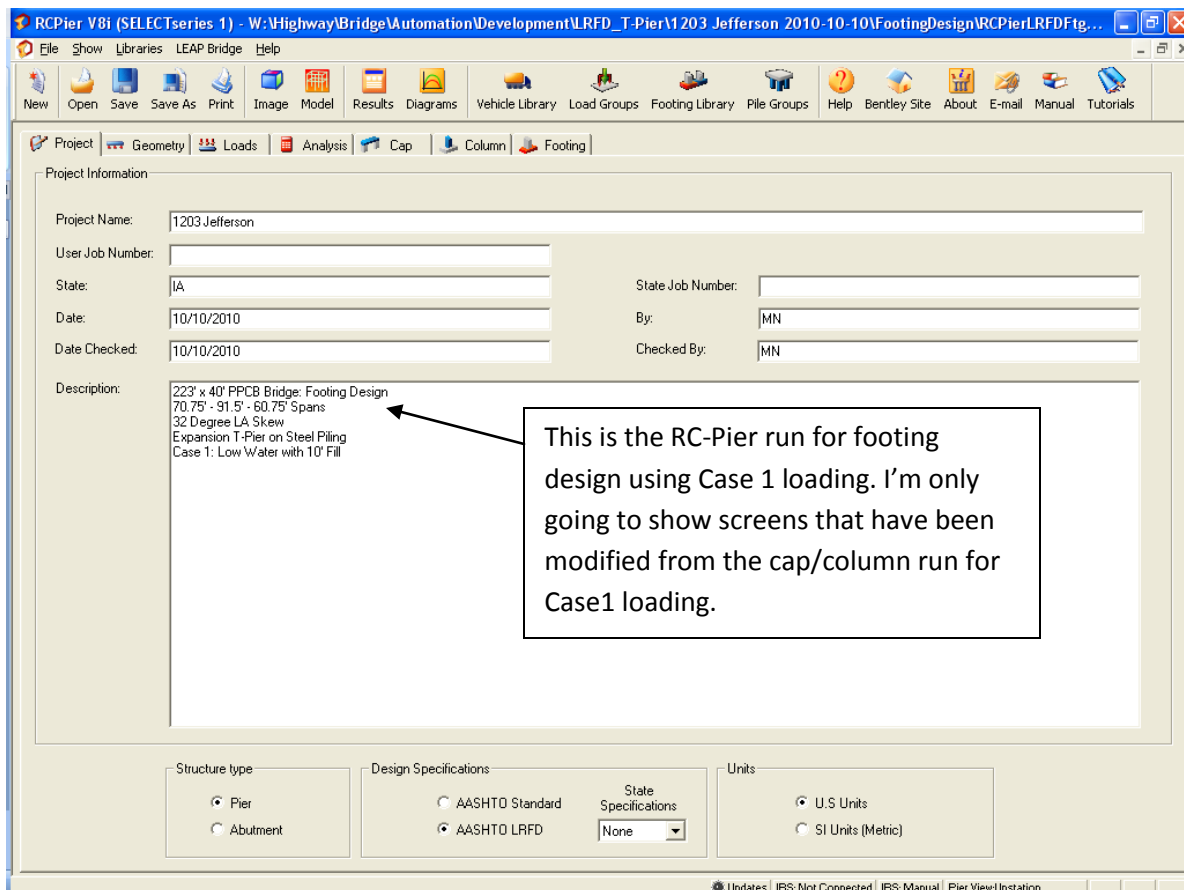 RCPier V8i (SELECTseries 1) - W:\Highway\Bridge\Automation\Development\LRFD_T-Pier\1203 Jefferson 2010-10-10\FootingDesign\RCPierLRFDFtg...
File Show Libraries LEAP Bridge Help
New Open Save Save As Print Image Model Results Diagrams Vehicle Library Load Groups Footing Library Pile Groups Help Bentley Site About E-mail Manual Tutorials
Project Geometry Loads Analysis Cap Column Footing
Project Information
Project Name: 1203 Jefferson
User Job Number:
State: IA State Job Number:
Date: 10/10/2010 By: MN
Date Checked: 10/10/2010 Checked By: MN
Description:
223' x 40' PPCB Bridge: Footing Design
70.75' - 91.5' - 60.75' Spans
32 Degree LA Skew
Expansion T-Pier on Steel Piling
Case 1: Low Water with 10' Fill
This is the RC-Pier run for footing
design using Case 1 loading. I'm only
going to show screens that have been
modified from the cap/column run for
Case1 loading.
Structure type
Pier
Abutment
Design Specifications
AASHTO Standard
AASHTO LRFD
State
Specifications
None
Units
U.S Units
SI Units (Metric)
Updates IBS: Not Connected IBS: Manual Pier View:Upstation